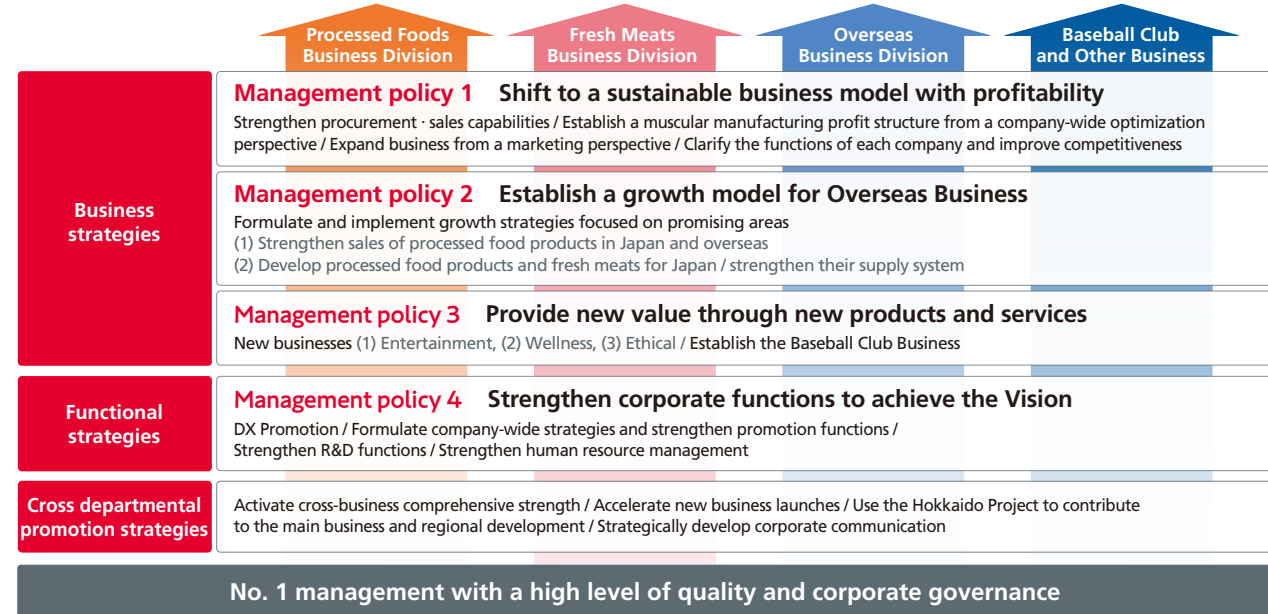 Processed Foods
Business Division
Fresh Meats
Business Division
Overseas
Business Division
Baseball Club
and Other Business
Business
strategies
Management policy 1 Shift to a sustainable business model with profitability
Strengthen procurement · sales capabilities / Establish a muscular manufacturing profit structure from a company-wide optimization
perspective / Expand business from a marketing perspective / Clarify the functions of each company and improve competitiveness
Management policy 2 Establish a growth model for Overseas Business
Formulate and implement growth strategies focused on promising areas
(1) Strengthen sales of processed food products in Japan and overseas
(2) Develop processed food products and fresh meats for Japan / strengthen their supply system
Management policy 3 Provide new value through new products and services
New businesses (1) Entertainment, (2) Wellness, (3) Ethical / Establish the Baseball Club Business
Functional
strategies
Management policy 4 Strengthen corporate functions to achieve the Vision
DX Promotion / Formulate company-wide strategies and strengthen promotion functions /
Strengthen R&D functions / Strengthen human resource management
Cross departmental
promotion strategies
Activate cross-business comprehensive strength / Accelerate new business launches / Use the Hokkaido Project to contribute
to the main business and regional development / Strategically develop corporate communication
No. 1 management with a high level of quality and corporate governance